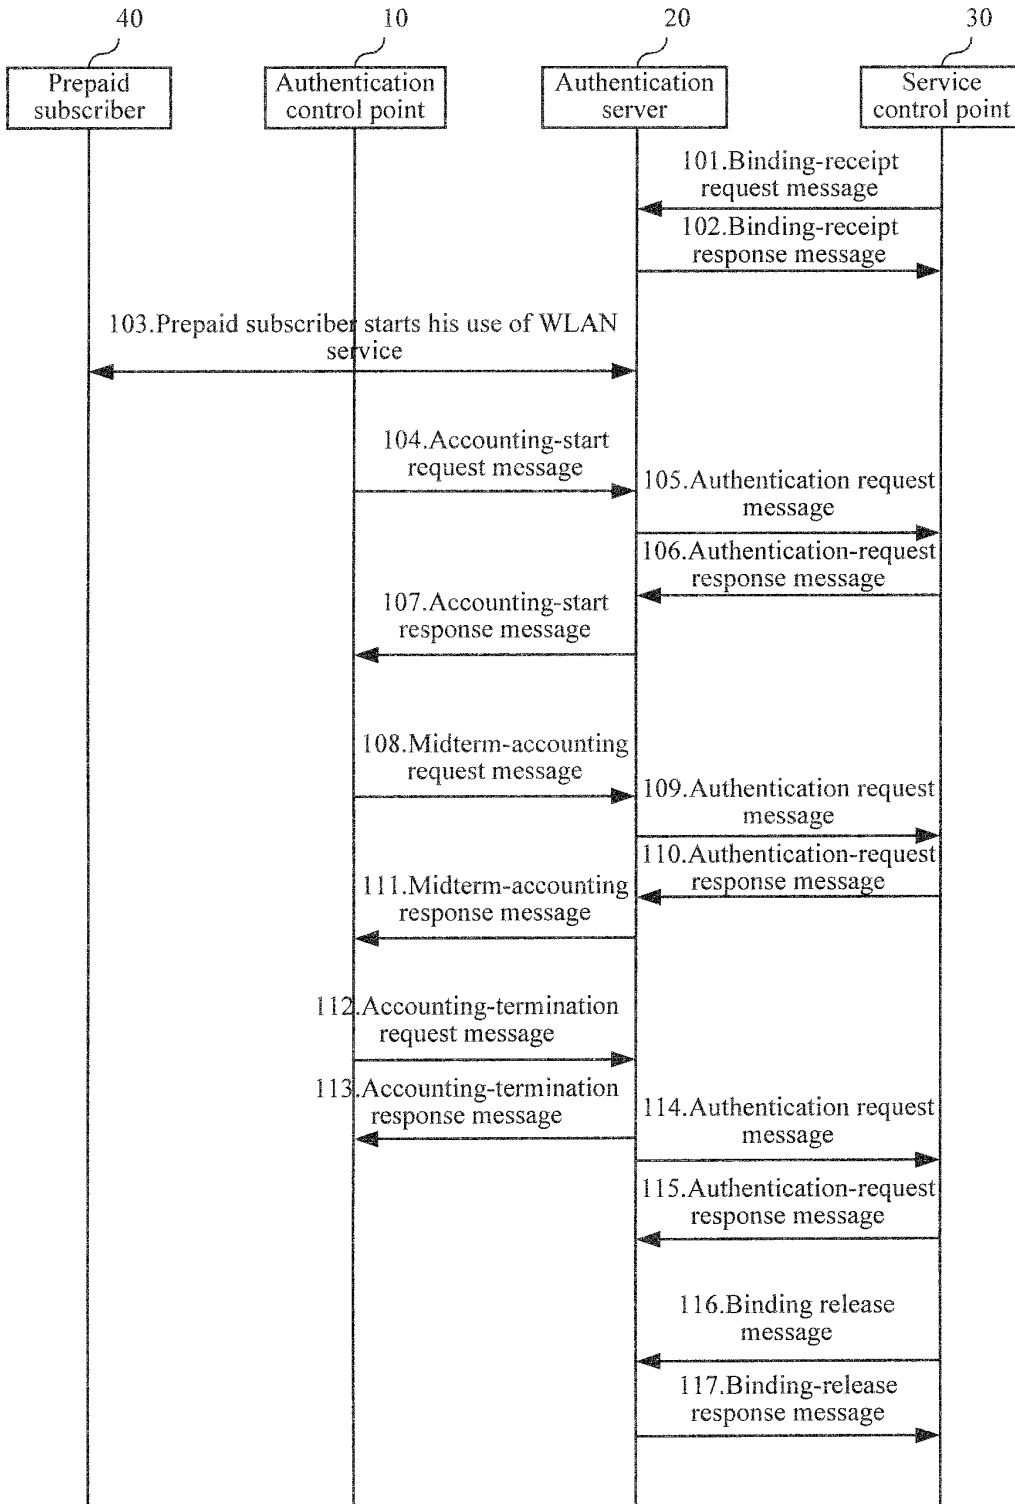 40
10
20
30
Prepaid
subscriber
Authentication
control point
Authentication
server
Service
control point
101.Binding-receipt
request message
102.Binding-receipt
response message
103.Prepaid subscriber starts his use of WLAN
service
104.Accounting-start
request message
105.Authentication request
message
106.Authentication-request
response message
107.Accounting-start
response message
108.Midterm-accounting
request message
109.Authentication request
message
110.Authentication-request
response message
111.Midterm-accounting
response message
112.Accounting-termination
request message
113.Accounting-termination
response message
114.Authentication request
message
115.Authentication-request
response message
116.Binding release
message
117.Binding-release
response message